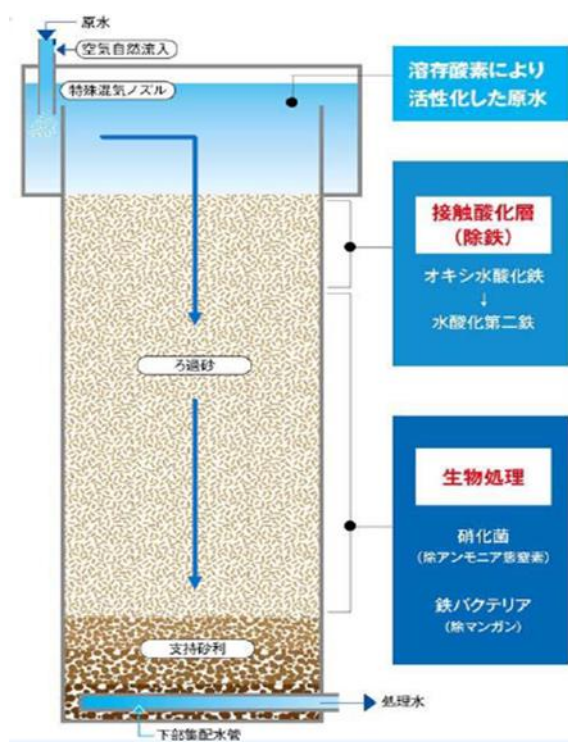 原水
空気自然流入
特殊混気ノズル
溶存酸素により
活性化した原水
接触酸化層
(除鉄)
オキシ水酸化鉄
↓
水酸化第二鉄
ろ過砂
生物処理
硝化菌
(除アンモニア態窒素)
鉄バクテリア
(除マンガン)
支持砂利
処理水
下部集配水管